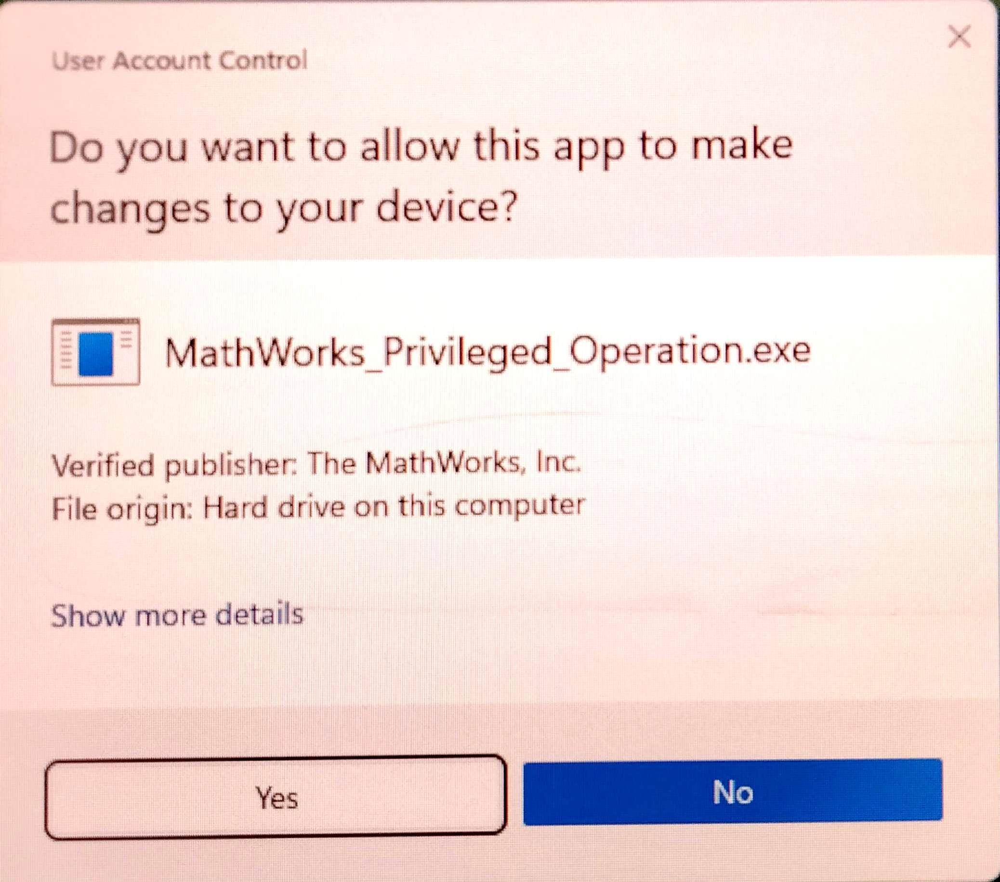 User Account Control
Do you want to allow this app to make
changes to your device?
MathWorks_Privileged_Operation.exe
Verified publisher: The MathWorks, Inc.
File origin: Hard drive on this computer
Show more details
Yes
No